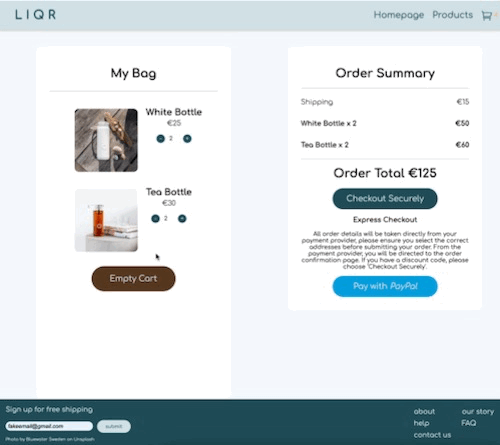 LIQR
Homepage Products
My Bag
White Bottle
€25
- 2 +
Tea Bottle
€30
- 2 +
Empty Cart
Order Summary
Shipping €15
White Bottle x 2 €50
Tea Bottle x 2 €60
Order Total €125
Checkout Securely
Express Checkout
All order details will be taken directly from your
payment provider, please ensure you select the correct
addresses before submitting your order. From the
payment provider, you will be directed to the order
confirmation page. If you have a discount code, please
choose 'Checkout Securely'.
Pay with PayPal
Sign up for free shipping
fakeemail@gmail.com submit
Photo by Bluewater Sweden on Unsplash
about our story
help FAQ
contact us